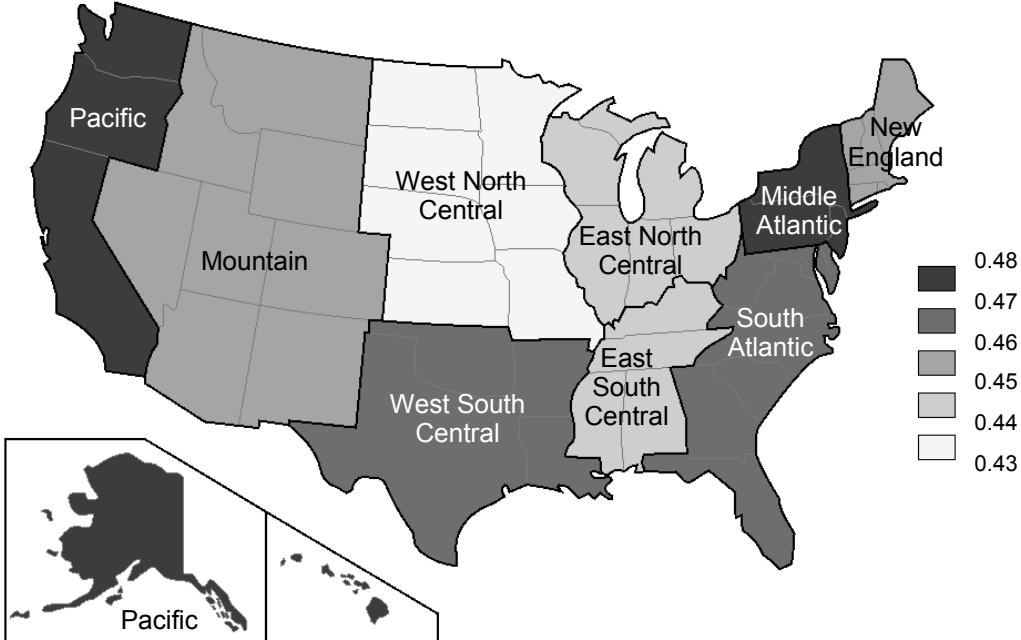 Pacific
New
England
West North
Central
Middle
Atlantic
East North
Central
Mountain
South
Atlantic
East
South
Central
West South
Central
Pacific
0.48
0.47
0.46
0.45
0.44
0.43